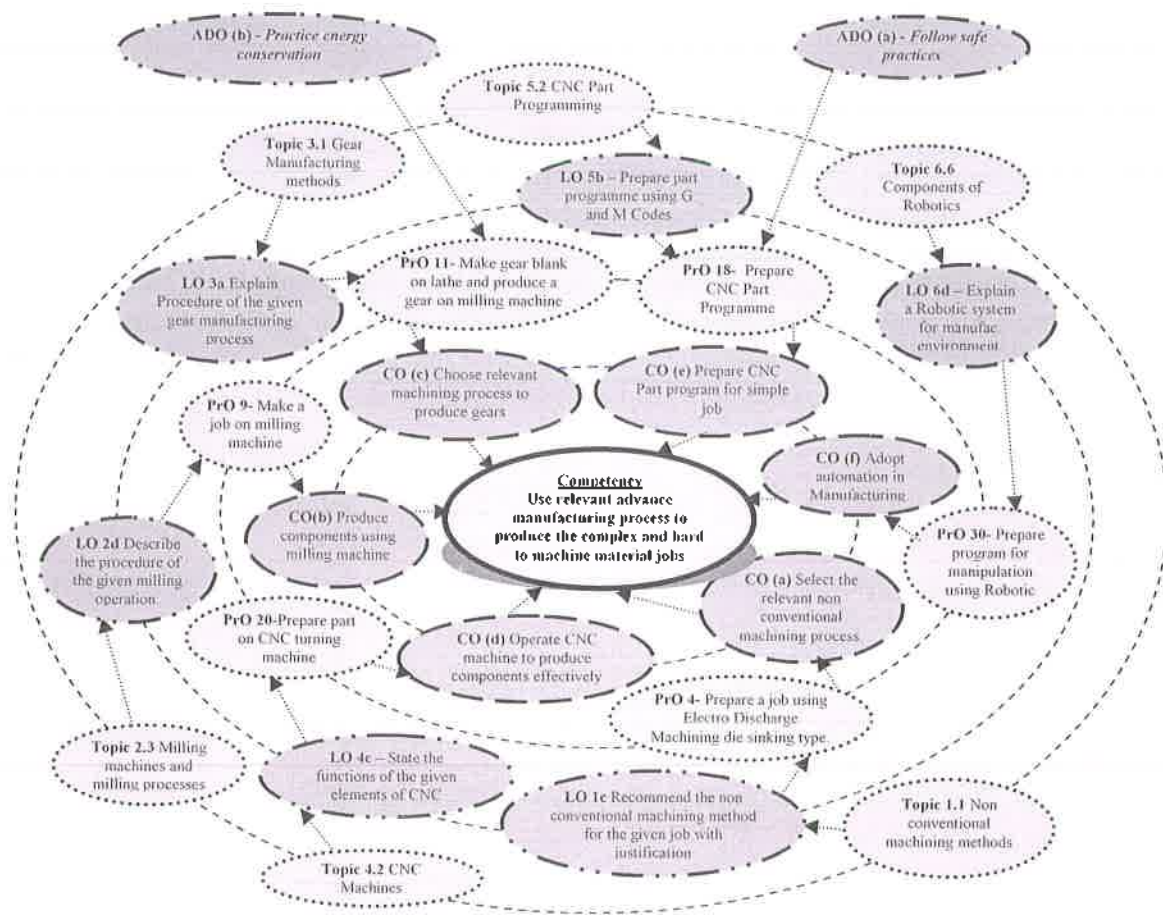 ADO (b) - Practice energy
conservation
ADO (a) - Follow safe
practices
Topic 5.2 CNC Part
Programming
Topic 3.1 Gear
Manufacturing
methods
LO 5b – Prepare part
programme using G
and M Codes
Topic 6.6
Components of
Robotics
LO 3a Explain
Procedure of the given
gear manufacturing
process
PrO 11- Make gear blank
on lathe and produce a
gear on milling machine
PrO 18- Prepare
CNC Part
Programme
LO 6d – Explain
a Robotic system
for manufac.
environment
CO (c) Choose relevant
machining process to
produce gears
CO (e) Prepare CNC
Part program for simple
job
PrO 9- Make a
job on milling
machine
CO (f) Adopt
automation in
Manufacturing
Competency
Use relevant advance
manufacturing process to
produce the complex and hard
to machine material jobs
CO(b) Produce
components using
milling machine
LO 2d Describe
the procedure of
the given milling
operation
PrO 30- Prepare
program for
manipulation
using Robotic
CO (a) Select the
relevant non
conventional
machining process
PrO 20-Prepare part
on CNC turning
machine
CO (d) Operate CNC
machine to produce
components effectively
PrO 4- Prepare a job using
Electro Discharge
Machining die sinking type.
Topic 2.3 Milling
machines and
milling processes
LO 4c – State the
functions of the given
elements of CNC
LO 1c Recommend the non
conventional machining method
for the given job with
justification
Topic 1.1 Non
conventional
machining methods
Topic 4.2 CNC
Machines